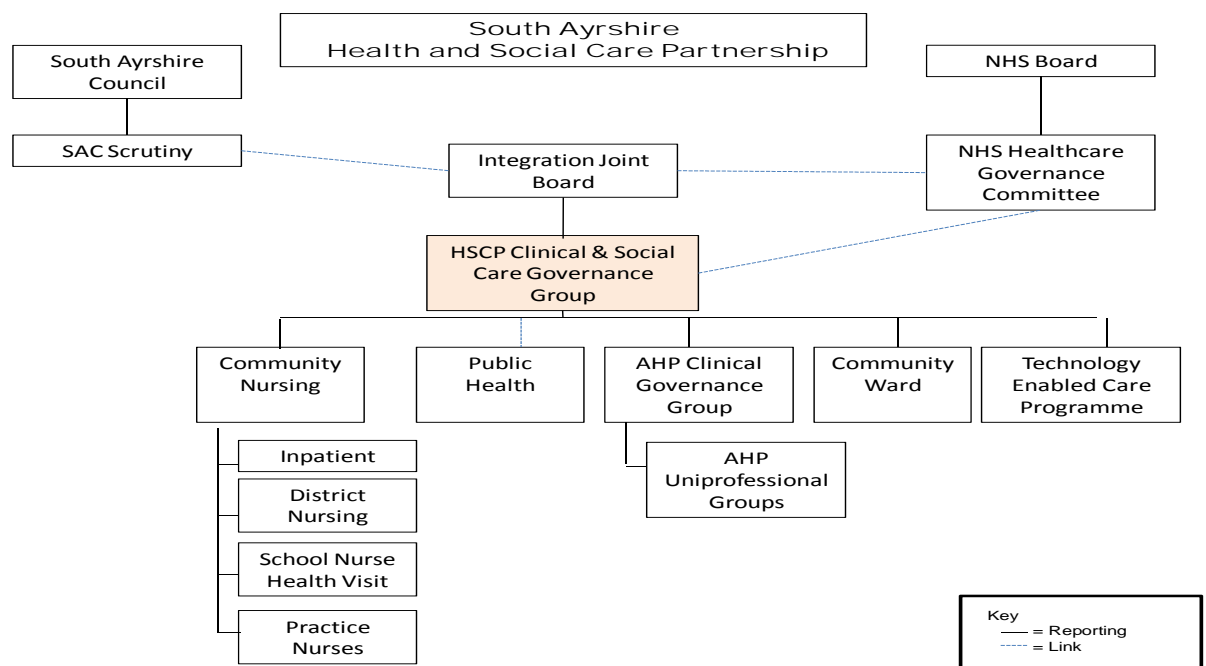 South Ayrshire
Health and Social Care Partnership
South Ayrshire
Council
NHS Board
SAC Scrutiny
Integration Joint
Board
NHS Healthcare
Governance
Committee
HSCP Clinical & Social
Care Governance
Group
Community
Nursing
Public
Health
AHP Clinical
Governance
Group
Community
Ward
Technology
Enabled Care
Programme
Inpatient
District
Nursing
School Nurse
Health Visit
Practice
Nurses
AHP
Uniprofessional
Groups
Key
= Reporting
= Link